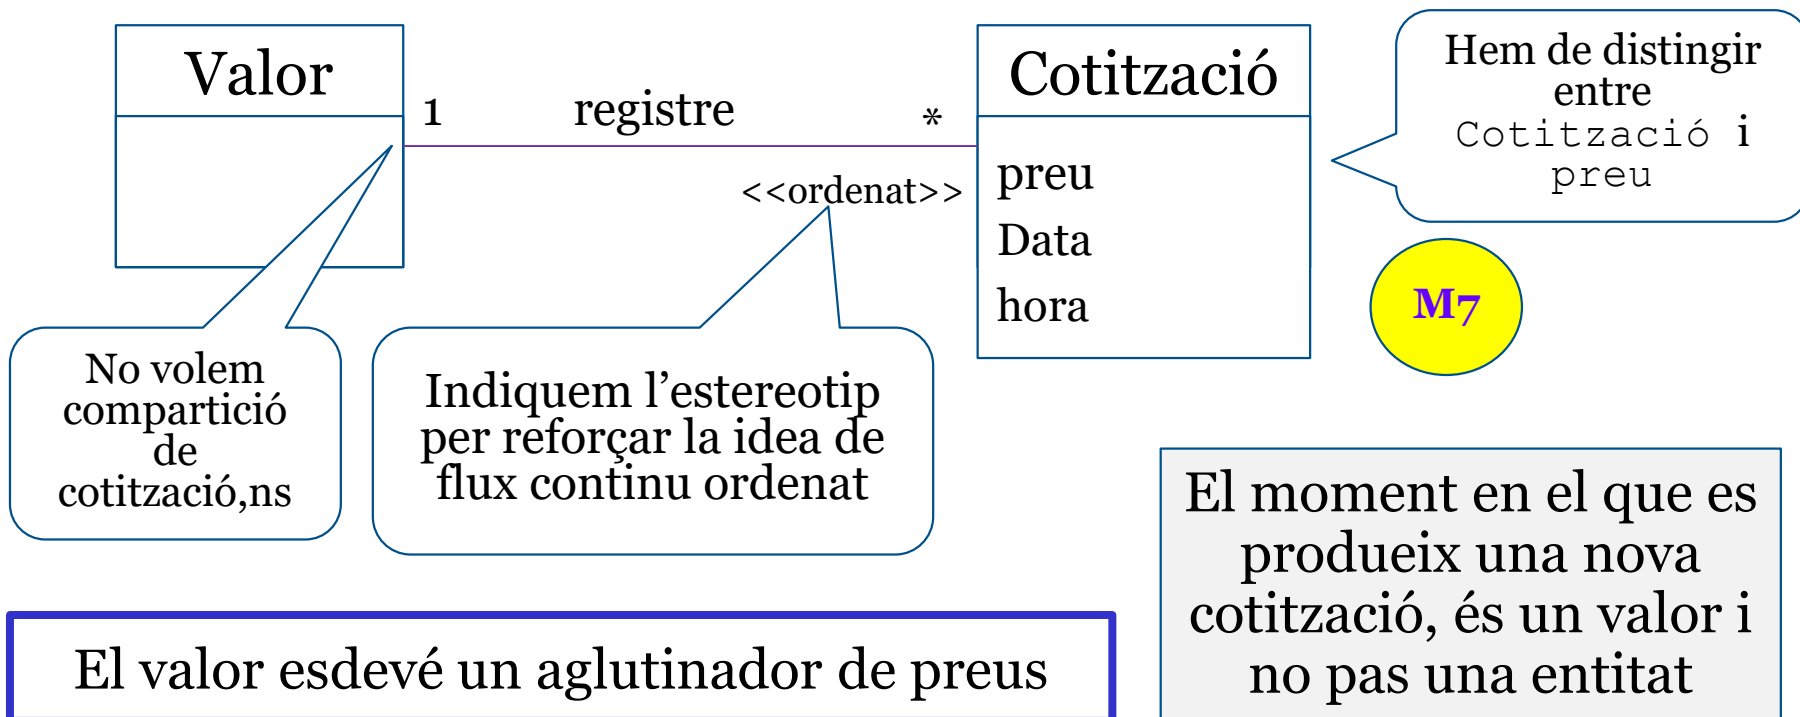 Valor
1
registre
*
<<ordenat>>
Cotització
preu
Data
hora
Hem de distingir
entre
Cotització i
preu
M7
No volem
compartició
de
cotització,ns
Indiquem l’estereotip
per reforçar la idea de
flux continu ordenat
El moment en el que es
produeix una nova
cotització, és un valor i
no pas una entitat
El valor esdevé un aglutinador de preus